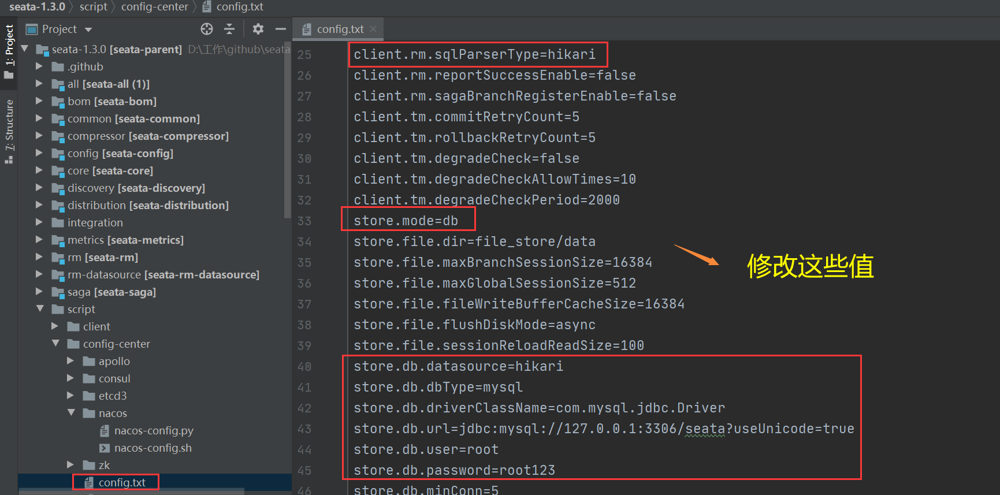 seata-1.3.0 〉 script 〉 config-center 〉 config.txt
1: Project
7: Structure
Project
seata-1.3.0 [seata-parent] D:\工作\github\seata
.github
all [seata-all (1)]
bom [seata-bom]
common [seata-common]
compressor [seata-compressor]
config [seata-config]
core [seata-core]
discovery [seata-discovery]
distribution [seata-distribution]
integration
metrics [seata-metrics]
rm [seata-rm]
rm-datasource [seata-rm-datasource]
saga [seata-saga]
script
client
config-center
apollo
consul
etcd3
nacos
nacos-config.py
nacos-config.sh
zk
config.txt
config.txt
25 client.rm.sqlParserType=hikari
26 client.rm.reportSuccessEnable=false
27 client.rm.sagaBranchRegisterEnable=false
28 client.tm.commitRetryCount=5
29 client.tm.rollbackRetryCount=5
30 client.tm.degradeCheck=false
31 client.tm.degradeCheckAllowTimes=10
32 client.tm.degradeCheckPeriod=2000
33 store.mode=db
34 store.file.dir=file_store/data
35 store.file.maxBranchSessionSize=16384
36 store.file.maxGlobalSessionSize=512
37 store.file.fileWriteBufferCacheSize=16384
38 store.file.flushDiskMode=async
39 store.file.sessionReloadReadSize=100
40 store.db.datasource=hikari
41 store.db.dbType=mysql
42 store.db.driverClassName=com.mysql.jdbc.Driver
43 store.db.url=jdbc:mysql://127.0.0.1:3306/seata?useUnicode=true
44 store.db.user=root
45 store.db.password=root123
46 store.db.minConn=5
修改这些值